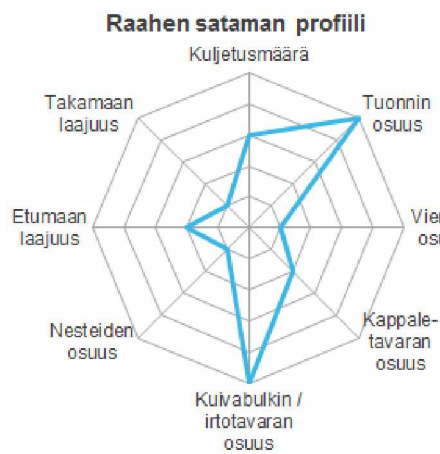 Raahen sataman profiili
Kuljetusmäärä
Takamaan
laajuus
Tuonnin
osuus
Etumaan
laajuus
Nesteiden
osuus
Kappale-
tavaran
osuus
Kuivabulkin /
irtotavaran
osuus